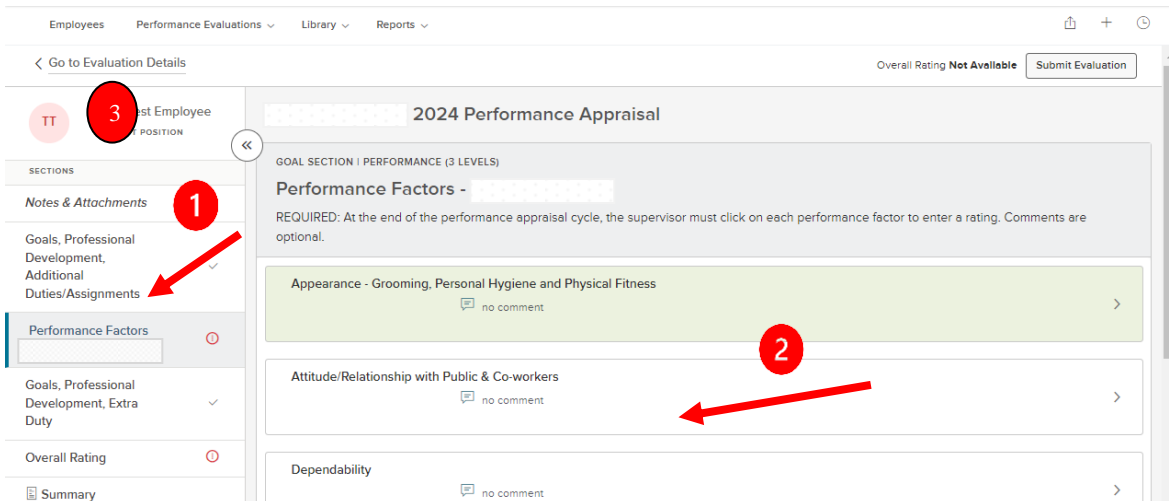 Employees Performance Evaluations Library Reports
Go to Evaluation Details
Overall Rating Not Available Submit Evaluation
TT
3
est Employee
POSITION
SECTIONS
Notes & Attachments
1
Goals, Professional
Development,
Additional
Duties/Assignments
Performance Factors
Goals, Professional
Development, Extra
Duty
Overall Rating
Summary
2024 Performance Appraisal
GOAL SECTION | PERFORMANCE (3 LEVELS)
Performance Factors -
REQUIRED: At the end of the performance appraisal cycle, the supervisor must click on each performance factor to enter a rating. Comments are
optional.
Appearance - Grooming, Personal Hygiene and Physical Fitness
no comment
2
Attitude/Relationship with Public & Co-workers
no comment
Dependability
no comment